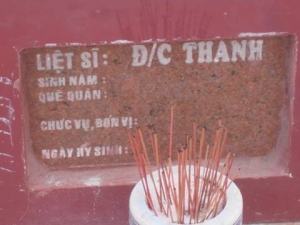 LIỆT SĨ: Đ/C THANH
SINH NĂM:
QUÊ QUÁN:
CHỨC VỤ, ĐƠN VỊ:
NGÀY HY SINH: